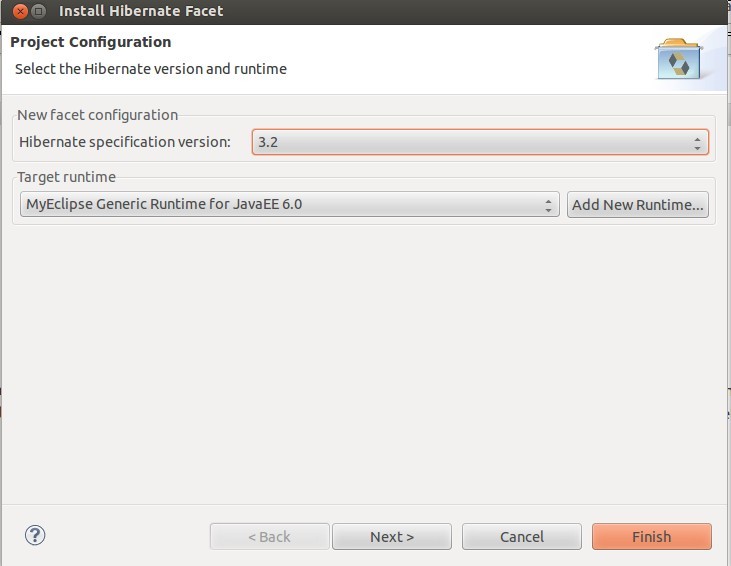 Install Hibernate Facet
Project Configuration
Select the Hibernate version and runtime
New facet configuration
Hibernate specification version: 3.2
Target runtime
MyEclipse Generic Runtime for JavaEE 6.0 Add New Runtime...
? < Back Next > Cancel Finish